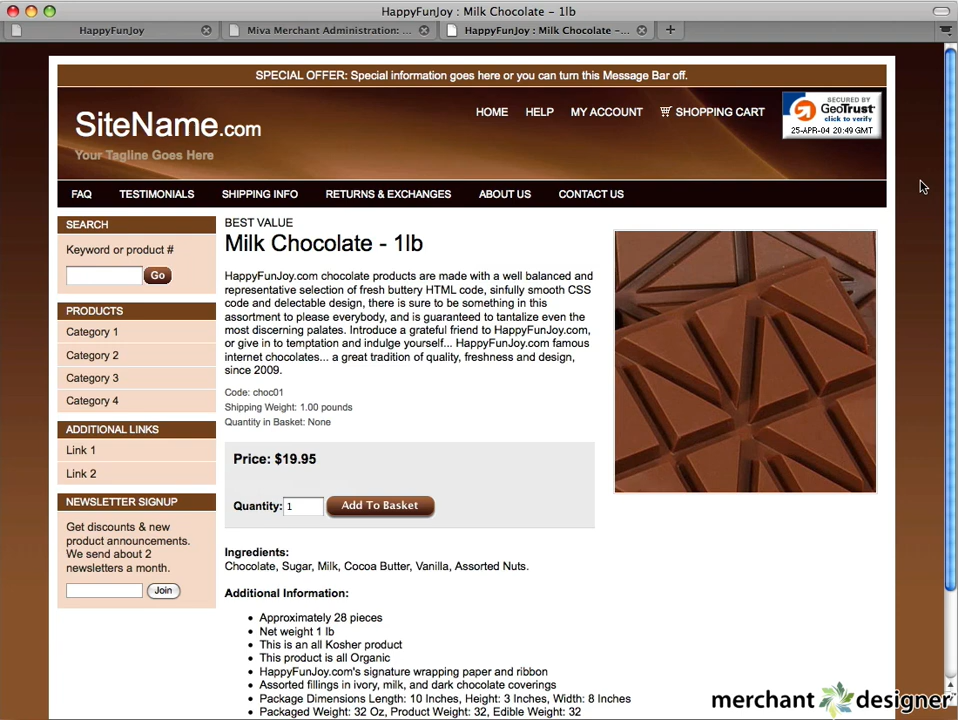 HappyFunJoy : Milk Chocolate - 1lb
HappyFunJoy
Miva Merchant Administration: ...
HappyFunJoy : Milk Chocolate -...
SPECIAL OFFER: Special information goes here or you can turn this Message Bar off.
SiteName.com
Your Tagline Goes Here
HOME HELP MY ACCOUNT SHOPPING CART
SECURED BY
GeoTrust
click to verify
25-APR-04 20:49 GMT
FAQ TESTIMONIALS SHIPPING INFO RETURNS & EXCHANGES ABOUT US CONTACT US
SEARCH
Keyword or product #
Go
PRODUCTS
Category 1
Category 2
Category 3
Category 4
ADDITIONAL LINKS
Link 1
Link 2
NEWSLETTER SIGNUP
Get discounts & new
product announcements.
We send about 2
newsletters a month.
Join
BEST VALUE
Milk Chocolate - 1lb
HappyFunJoy.com chocolate products are made with a well balanced and
representative selection of fresh buttery HTML code, sinfully smooth CSS
code and delectable design, there is sure to be something in this
assortment to please everybody, and is guaranteed to tantalize even the
most discerning palates. Introduce a grateful friend to HappyFunJoy.com,
or give in to temptation and indulge yourself... HappyFunJoy.com famous
internet chocolates... a great tradition of quality, freshness and design,
since 2009.
Code: choc01
Shipping Weight: 1.00 pounds
Quantity in Basket: None
Price: $19.95
Quantity: 1 Add To Basket
Ingredients:
Chocolate, Sugar, Milk, Cocoa Butter, Vanilla, Assorted Nuts.
Additional Information:
• Approximately 28 pieces
• Net weight 1 lb
• This is an all Kosher product
• This product is all Organic
• HappyFunJoy.com's signature wrapping paper and ribbon
• Assorted fillings in ivory, milk, and dark chocolate coverings
• Package Dimensions Length: 10 Inches, Height: 3 Inches, Width: 8 Inches
• Packaged Weight: 32 Oz, Product Weight: 32, Edible Weight: 32
merchant designer